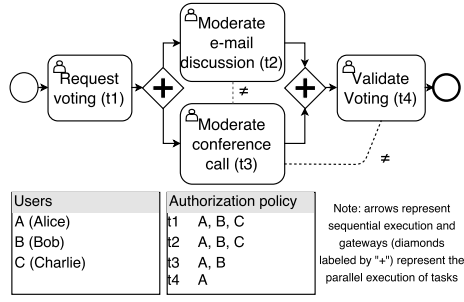 Request
voting (t1)
Moderate
e-mail
discussion (t2)
≠
Moderate
conference
call (t3)
Validate
Voting (t4)
≠
Users
A (Alice)
B (Bob)
C (Charlie)
Authorization policy
t1 A, B, C
t2 A, B, C
t3 A, B
t4 A
Note: arrows represent
sequential execution and
gateways (diamonds
labeled by "+") represent the
parallel execution of tasks